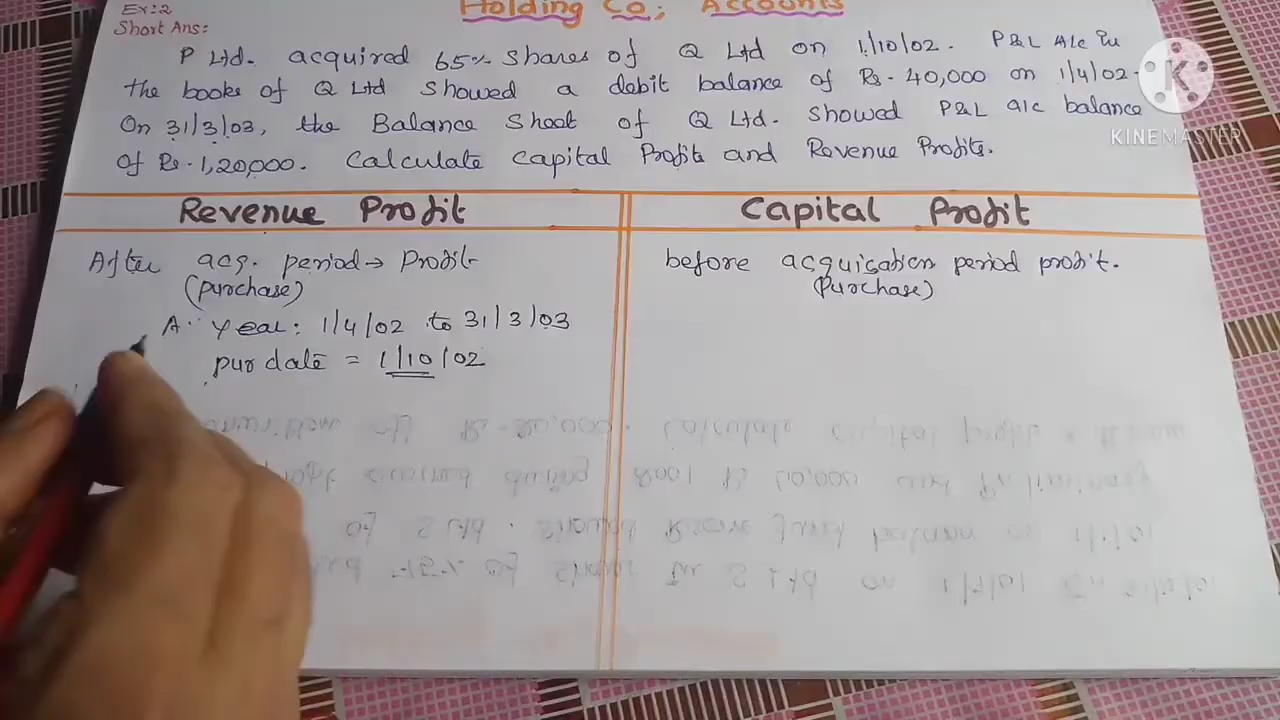 Ex:2
Holding Co; Accounts
Short Ans:
P Ltd. acquired 65% shares of Q Ltd on 1/10/02. P&L A/c in
the books of Q Ltd showed a debit balance of Rs. 40,000 on 1/4/02.
On 31/3/03, the Balance Sheet of Q Ltd. showed P&L a/c balance
of Rs. 1,20,000. Calculate Capital Profits and Revenue Profits.
KINEMASTER
Revenue Profit
Capital Profit
After acq. period → Profit
(purchase)
A. year: 1/4/02 to 31/3/03
pur date = 1/10/02
before acquisation period profit.
(Purchase)